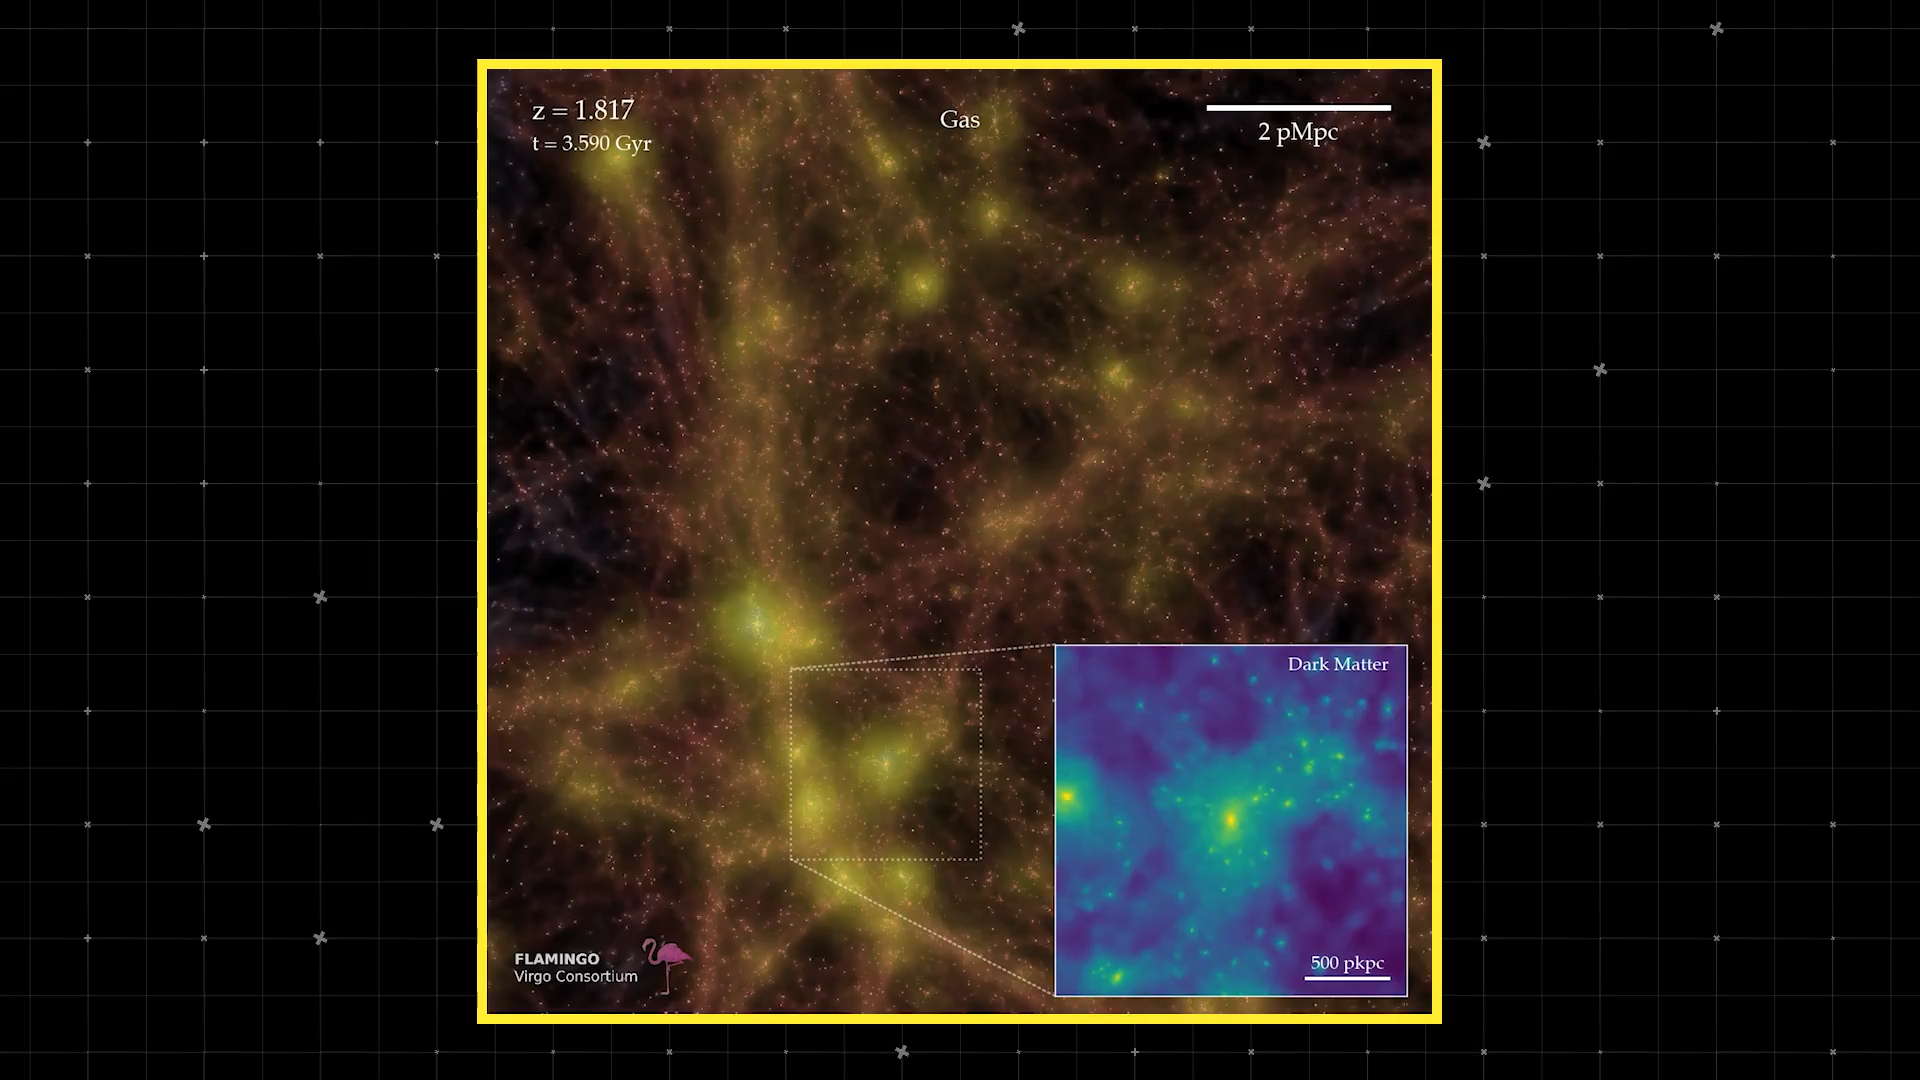 z = 1.817
t = 3.590 Gyr
Gas
2 pMpc
Dark Matter
500 pkpc
FLAMINGO
Virgo Consortium